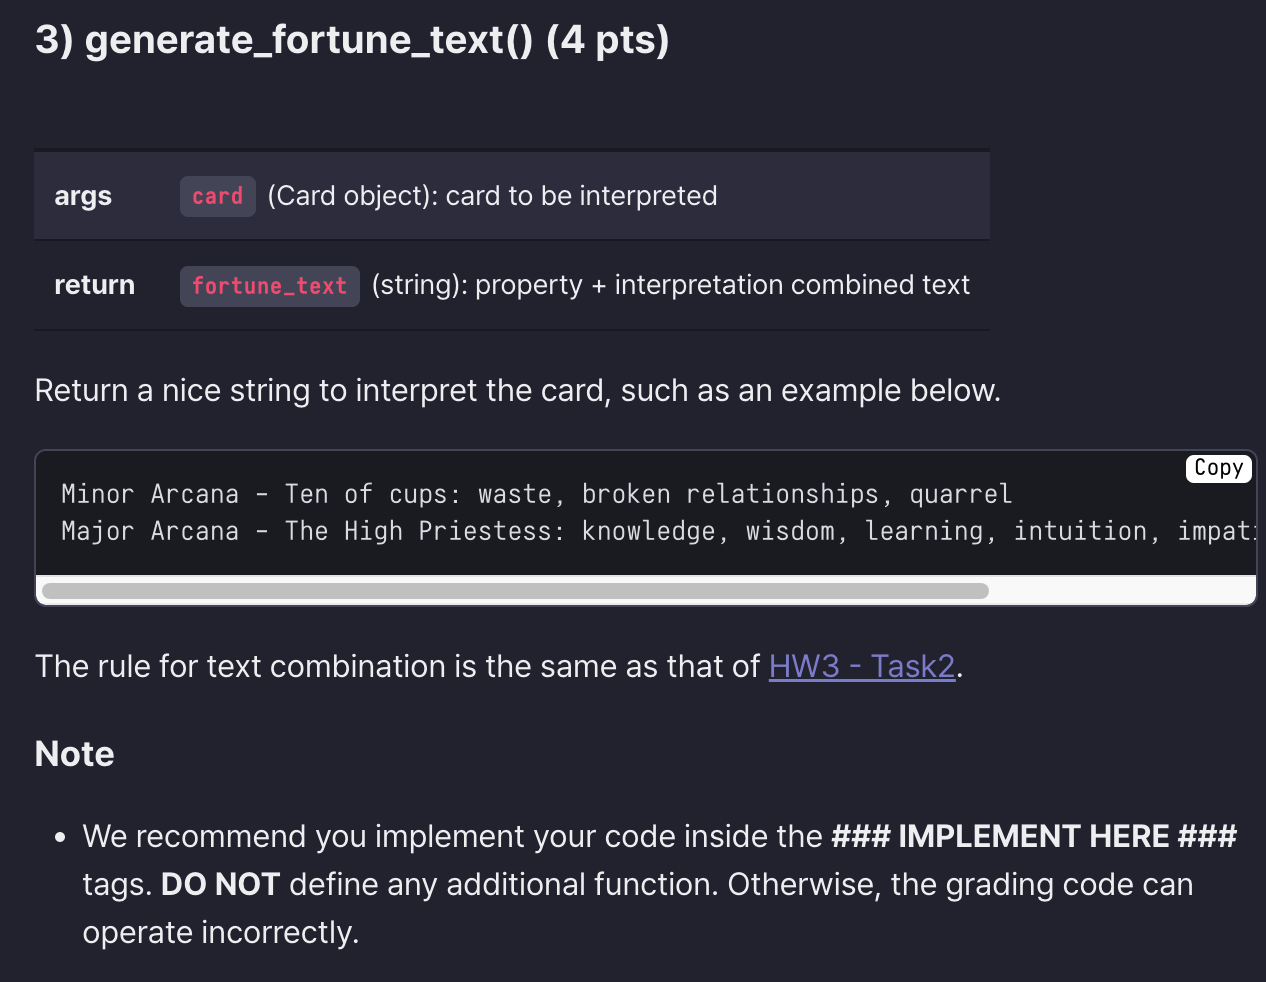 3) generate_fortune_text() (4 pts)
args card (Card object): card to be interpreted
return fortune_text (string): property + interpretation combined text
Return a nice string to interpret the card, such as an example below.
Copy
Minor Arcana - Ten of cups: waste, broken relationships, quarrel
Major Arcana - The High Priestess: knowledge, wisdom, learning, intuition, impati
The rule for text combination is the same as that of HW3 - Task2.
Note
• We recommend you implement your code inside the ### IMPLEMENT HERE ###
tags. DO NOT define any additional function. Otherwise, the grading code can
operate incorrectly.